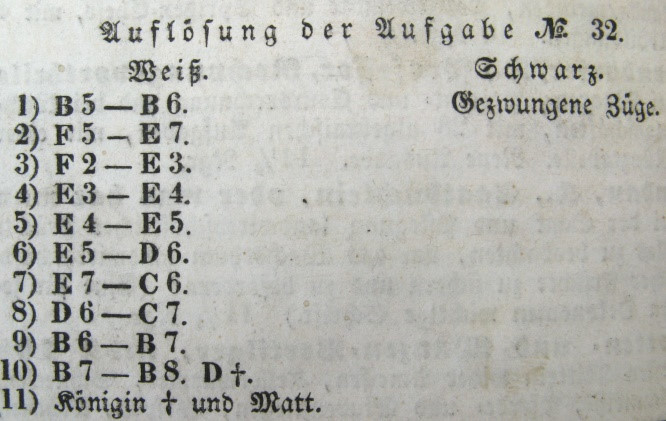 Auflösung der Aufgabe № 32.
Weiß. Schwarz.
1) B 5 — B 6. Gezwungene Züge.
2) F 5 — E 7.
3) F 2 — E 3.
4) E 3 — E 4.
5) E 4 — E 5.
6) E 5 — D 6.
7) E 7 — C 6.
8) D 6 — C 7.
9) B 6 — B 7.
10) B 7 — B 8. D †.
11) Königin † und Matt.